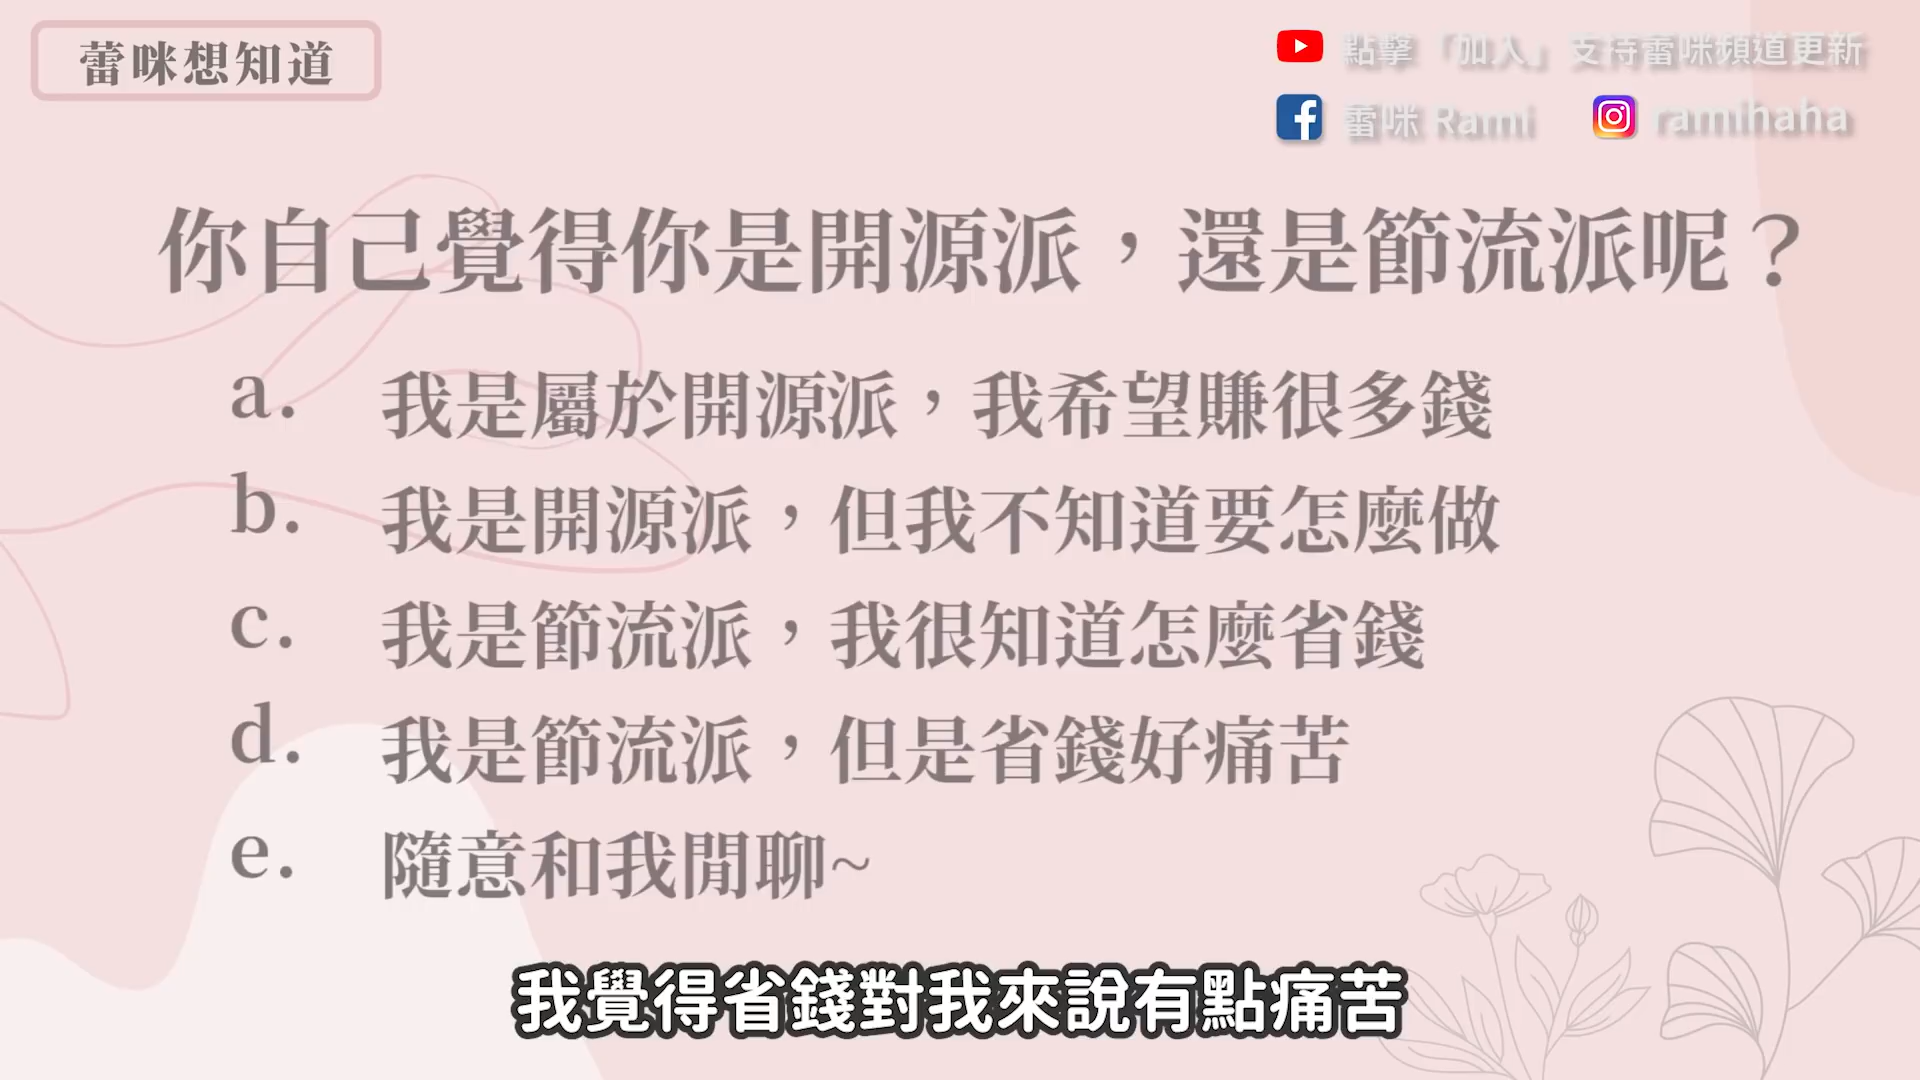 蕾咪想知道
點擊「加入」支持蕾咪頻道更新
蕾咪 Rami
ramihaha
你自己覺得你是開源派，還是節流派呢？
a. 我是屬於開源派，我希望賺很多錢
b. 我是開源派，但我不知道要怎麼做
c. 我是節流派，我很知道怎麼省錢
d. 我是節流派，但是省錢好痛苦
e. 隨意和我閒聊~
我覺得省錢對我來說有點痛苦